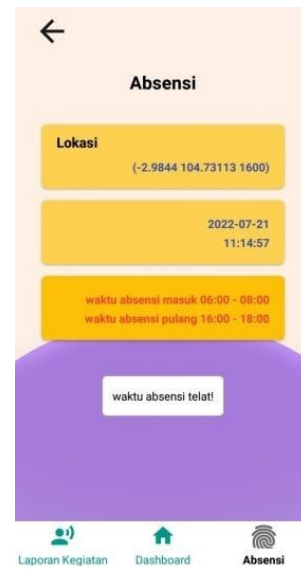 Absensi
Lokasi
(-2.9844 104.73113 1600)
2022-07-21
11:14:57
waktu absensi masuk 06:00 - 08:00
waktu absensi pulang 16:00 - 18:00
waktu absensi telat!
Laporan Kegiatan
Dashboard
Absensi